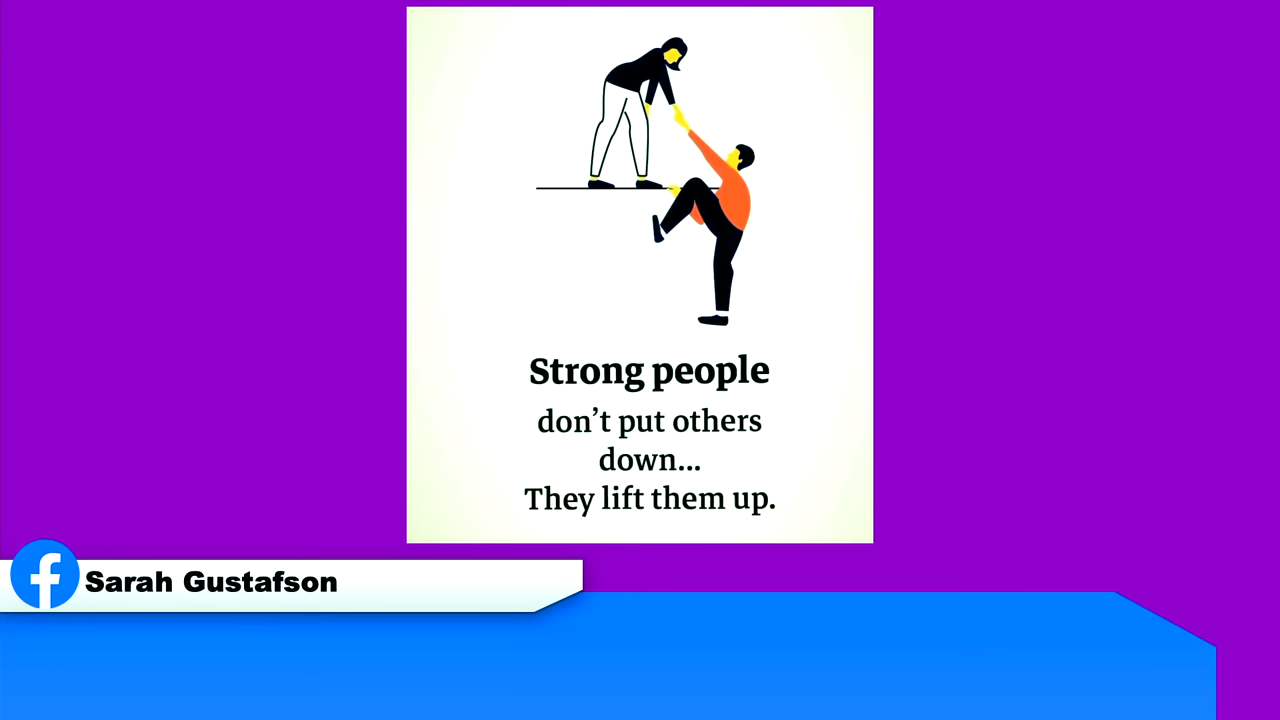 Strong people
don’t put others
down...
They lift them up.
Sarah Gustafson